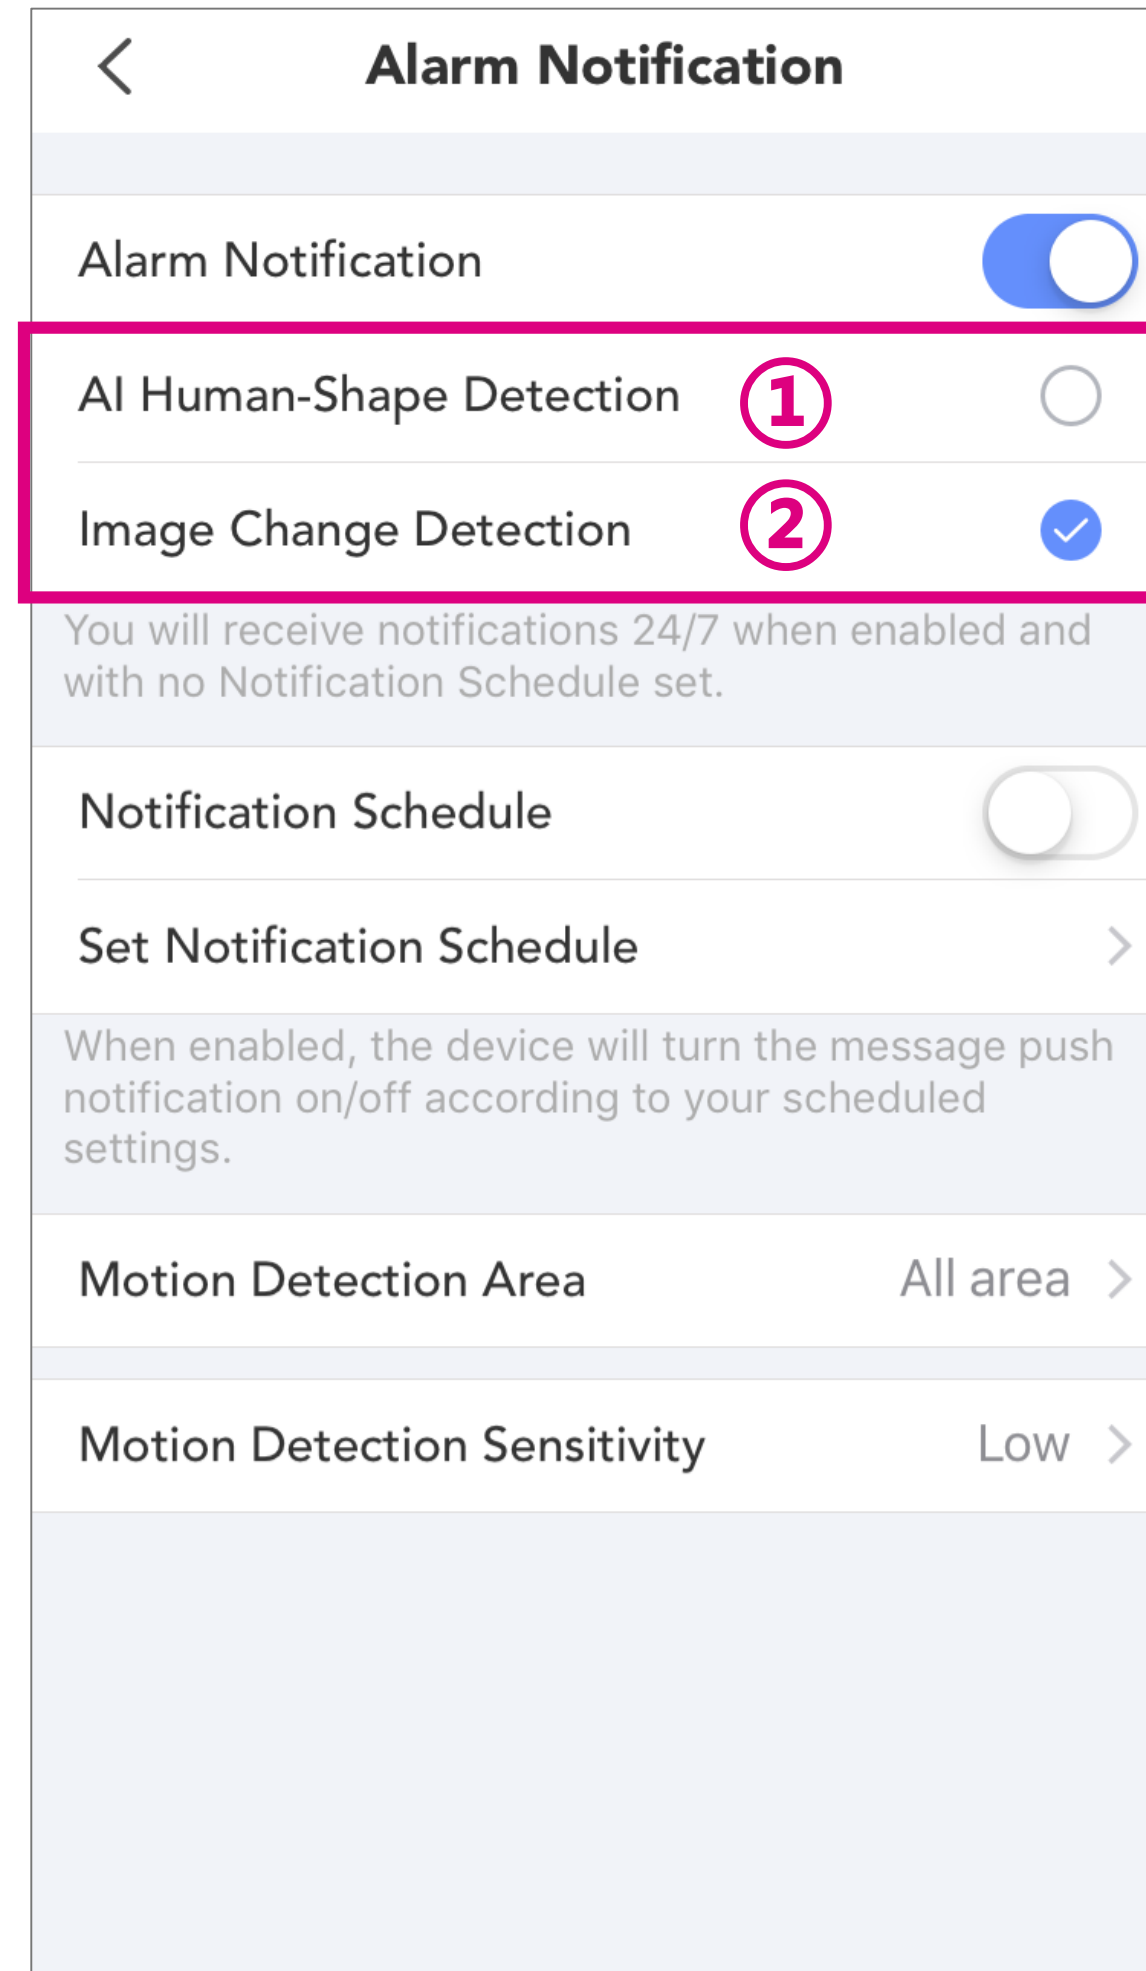 Alarm Notification
Alarm Notification
AI Human-Shape Detection ①
Image Change Detection ②
You will receive notifications 24/7 when enabled and
with no Notification Schedule set.
Notification Schedule
Set Notification Schedule
When enabled, the device will turn the message push
notification on/off according to your scheduled
settings.
Motion Detection Area All area
Motion Detection Sensitivity Low